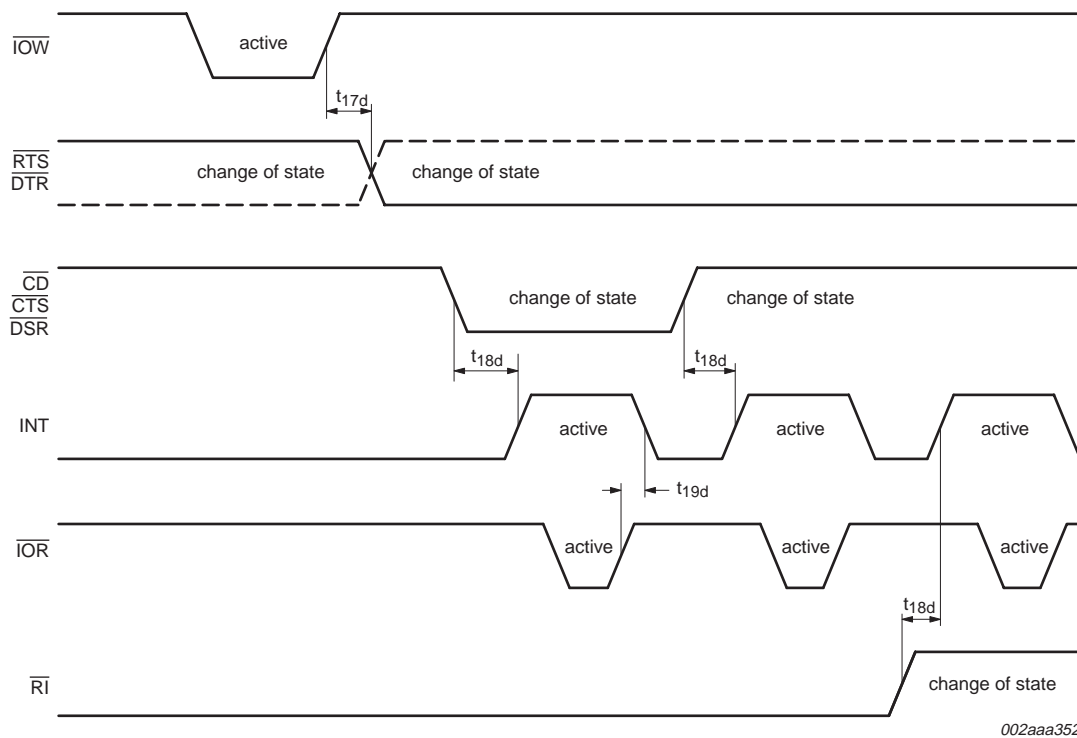 IOW
active
t17d
RTS
DTR
change of state
change of state
CD
CTS
DSR
change of state
change of state
t18d
t18d
INT
active
active
active
t19d
IOR
active
active
active
t18d
RI
change of state
002aaa352